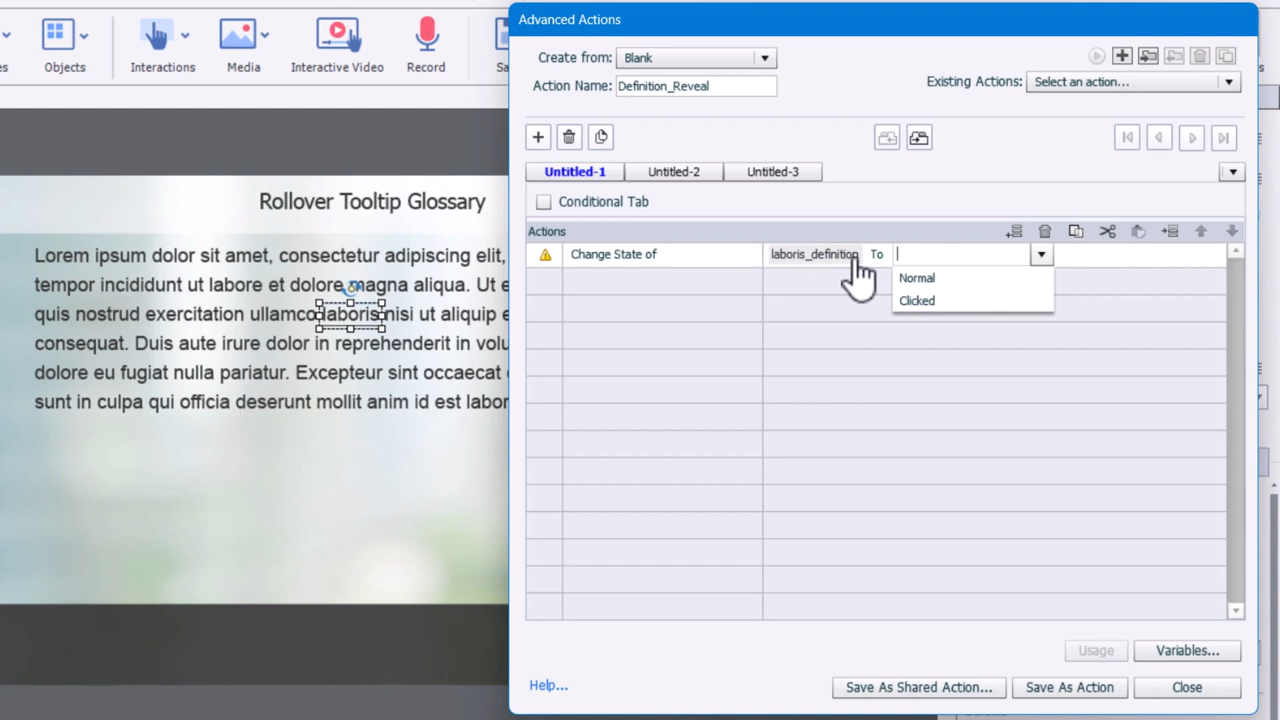 Advanced Actions
Create from: Blank
Action Name: Definition_Reveal
Existing Actions: Select an action...
Objects
Interactions
Media
Interactive Video
Record
Untitled-1 Untitled-2 Untitled-3
Conditional Tab
Actions
Change State of laboris_definition To
Normal
Clicked
Rollover Tooltip Glossary
Lorem ipsum dolor sit amet, consectetur adipiscing elit,
tempor incididunt ut labore et dolore magna aliqua. Ut
quis nostrud exercitation ullamco laboris nisi ut aliquip
consequat. Duis aute irure dolor in reprehenderit in
dolore eu fugiat nulla pariatur. Excepteur sint occaecat
sunt in culpa qui officia deserunt mollit anim id est
Usage
Variables...
Help...
Save As Shared Action...
Save As Action
Close